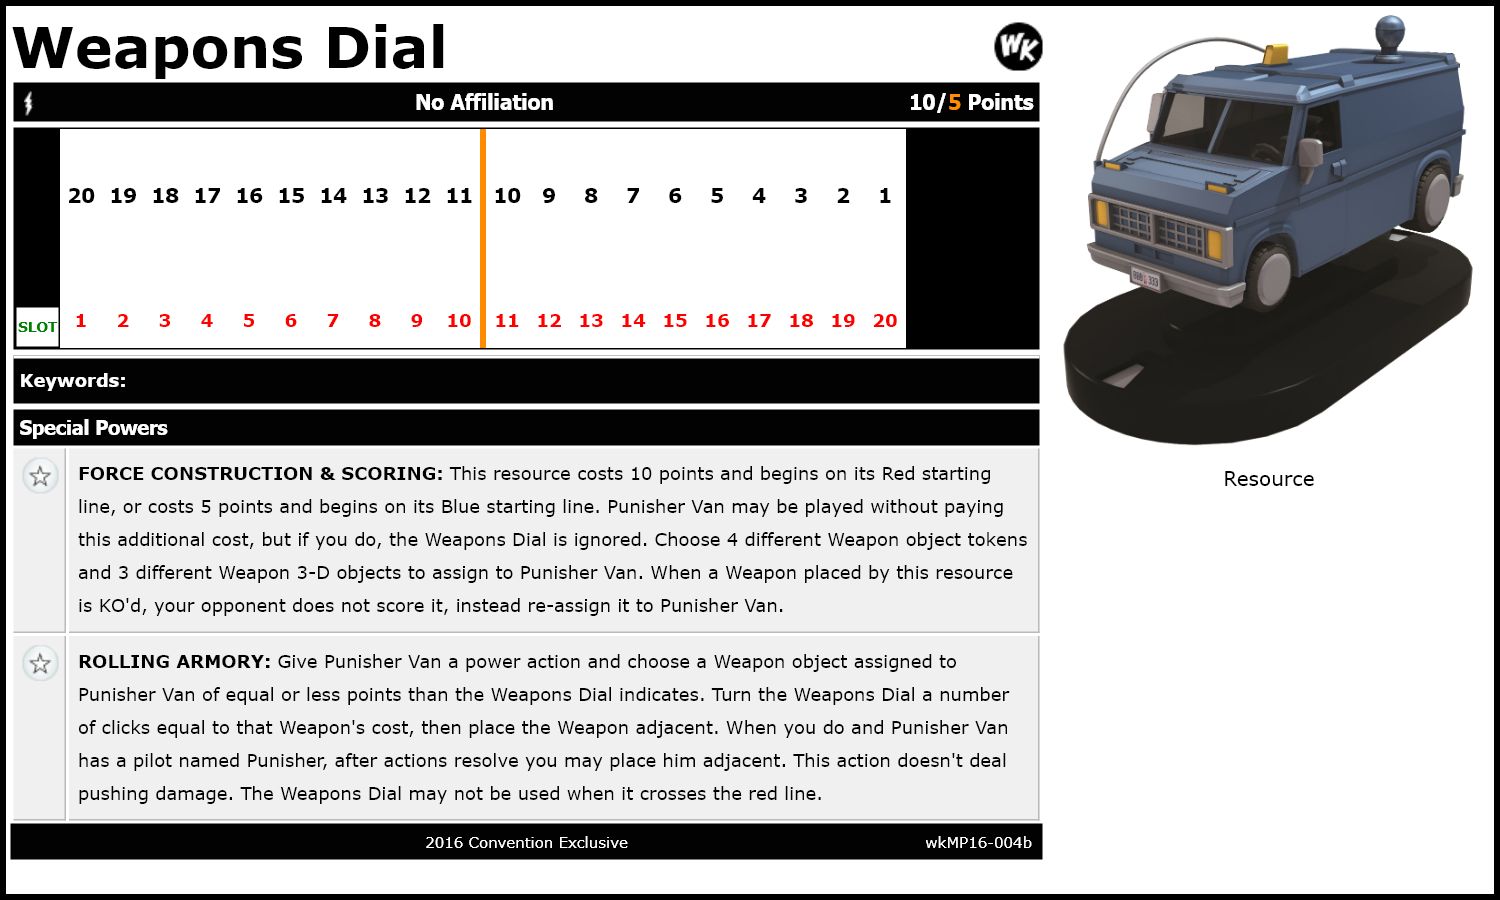 Weapons Dial
WK
No Affiliation
10/5 Points
20 19 18 17 16 15 14 13 12 11 10 9 8 7 6 5 4 3 2 1
SLOT 1 2 3 4 5 6 7 8 9 10 11 12 13 14 15 16 17 18 19 20
Keywords:
Special Powers
FORCE CONSTRUCTION & SCORING: This resource costs 10 points and begins on its Red starting
line, or costs 5 points and begins on its Blue starting line. Punisher Van may be played without paying
this additional cost, but if you do, the Weapons Dial is ignored. Choose 4 different Weapon object tokens
and 3 different Weapon 3-D objects to assign to Punisher Van. When a Weapon placed by this resource
is KO'd, your opponent does not score it, instead re-assign it to Punisher Van.
ROLLING ARMORY: Give Punisher Van a power action and choose a Weapon object assigned to
Punisher Van of equal or less points than the Weapons Dial indicates. Turn the Weapons Dial a number
of clicks equal to that Weapon's cost, then place the Weapon adjacent. When you do and Punisher Van
has a pilot named Punisher, after actions resolve you may place him adjacent. This action doesn't deal
pushing damage. The Weapons Dial may not be used when it crosses the red line.
2016 Convention Exclusive
wkMP16-004b
Resource